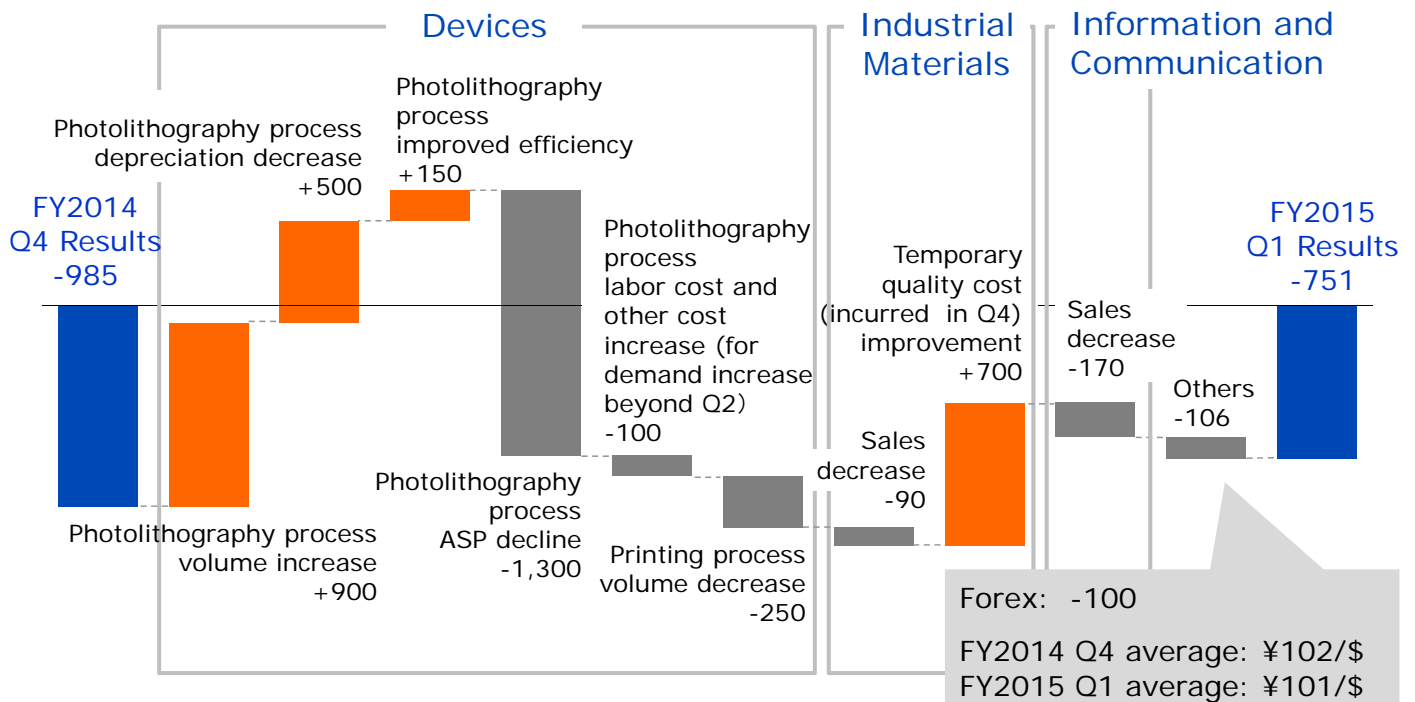 Devices
Industrial
Materials
Information and
Communication
FY2014
Q4 Results
-985
Photolithography process
volume increase
+900
Photolithography process
depreciation decrease
+500
Photolithography
process
improved efficiency
+150
Photolithography
process
ASP decline
-1,300
Photolithography
process
labor cost and
other cost
increase (for
demand increase
beyond Q2)
-100
Printing process
volume decrease
-250
Sales
decrease
-90
Temporary
quality cost
(incurred in Q4)
improvement
+700
Sales
decrease
-170
Others
-106
FY2015
Q1 Results
-751
Forex: -100
FY2014 Q4 average: ¥102/$
FY2015 Q1 average: ¥101/$